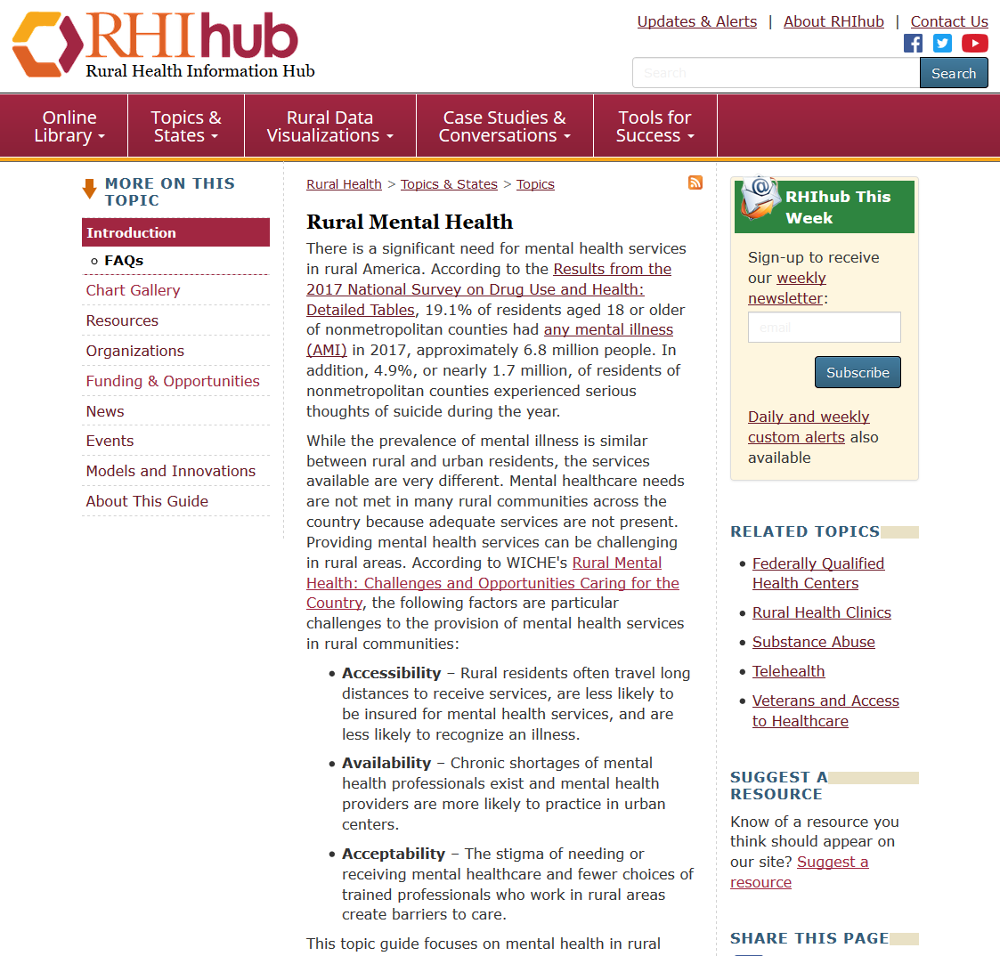 RHIhub
Rural Health Information Hub
Updates & Alerts | About RHIhub | Contact Us
Search
Search
Online
Library
Topics &
States
Rural Data
Visualizations
Case Studies &
Conversations
Tools for
Success
MORE ON THIS
TOPIC
Introduction
FAQs
Chart Gallery
Resources
Organizations
Funding & Opportunities
News
Events
Models and Innovations
About This Guide
Rural Health > Topics & States > Topics
Rural Mental Health
There is a significant need for mental health services
in rural America. According to the Results from the
2017 National Survey on Drug Use and Health:
Detailed Tables, 19.1% of residents aged 18 or older
of nonmetropolitan counties had any mental illness
(AMI) in 2017, approximately 6.8 million people. In
addition, 4.9%, or nearly 1.7 million, of residents of
nonmetropolitan counties experienced serious
thoughts of suicide during the year.
While the prevalence of mental illness is similar
between rural and urban residents, the services
available are very different. Mental healthcare needs
are not met in many rural communities across the
country because adequate services are not present.
Providing mental health services can be challenging
in rural areas. According to WICHE's Rural Mental
Health: Challenges and Opportunities Caring for the
Country, the following factors are particular
challenges to the provision of mental health services
in rural communities:
• Accessibility – Rural residents often travel long
distances to receive services, are less likely to
be insured for mental health services, and are
less likely to recognize an illness.
• Availability – Chronic shortages of mental
health professionals exist and mental health
providers are more likely to practice in urban
centers.
• Acceptability – The stigma of needing or
receiving mental healthcare and fewer choices of
trained professionals who work in rural areas
create barriers to care.
This topic guide focuses on mental health in rural
RHIhub This
Week
Sign-up to receive
our weekly
newsletter:
email
Subscribe
Daily and weekly
custom alerts also
available
RELATED TOPICS
• Federally Qualified
Health Centers
• Rural Health Clinics
• Substance Abuse
• Telehealth
• Veterans and Access
to Healthcare
SUGGEST A
RESOURCE
Know of a resource you
think should appear on
our site? Suggest a
resource
SHARE THIS PAGE